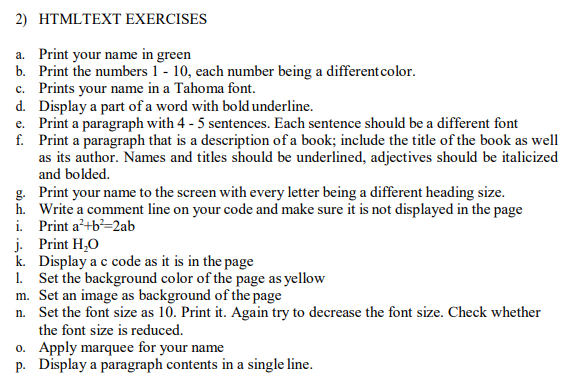 2) HTMLTEXT EXERCISES
a. Print your name in green
b. Print the numbers 1 - 10, each number being a differentcolor.
c. Prints your name in a Tahoma font.
d. Display a part of a word with bold underline.
e. Print a paragraph with 4 - 5 sentences. Each sentence should be a different font
f. Print a paragraph that is a description of a book; include the title of the book as well
as its author. Names and titles should be underlined, adjectives should be italicized
and bolded.
g. Print your name to the screen with every letter being a different heading size.
h. Write a comment line on your code and make sure it is not displayed in the page
i. Print a²+b²=2ab
j. Print H₂O
k. Display a c code as it is in the page
l. Set the background color of the page as yellow
m. Set an image as background of the page
n. Set the font size as 10. Print it. Again try to decrease the font size. Check whether
the font size is reduced.
o. Apply marquee for your name
p. Display a paragraph contents in a single line.